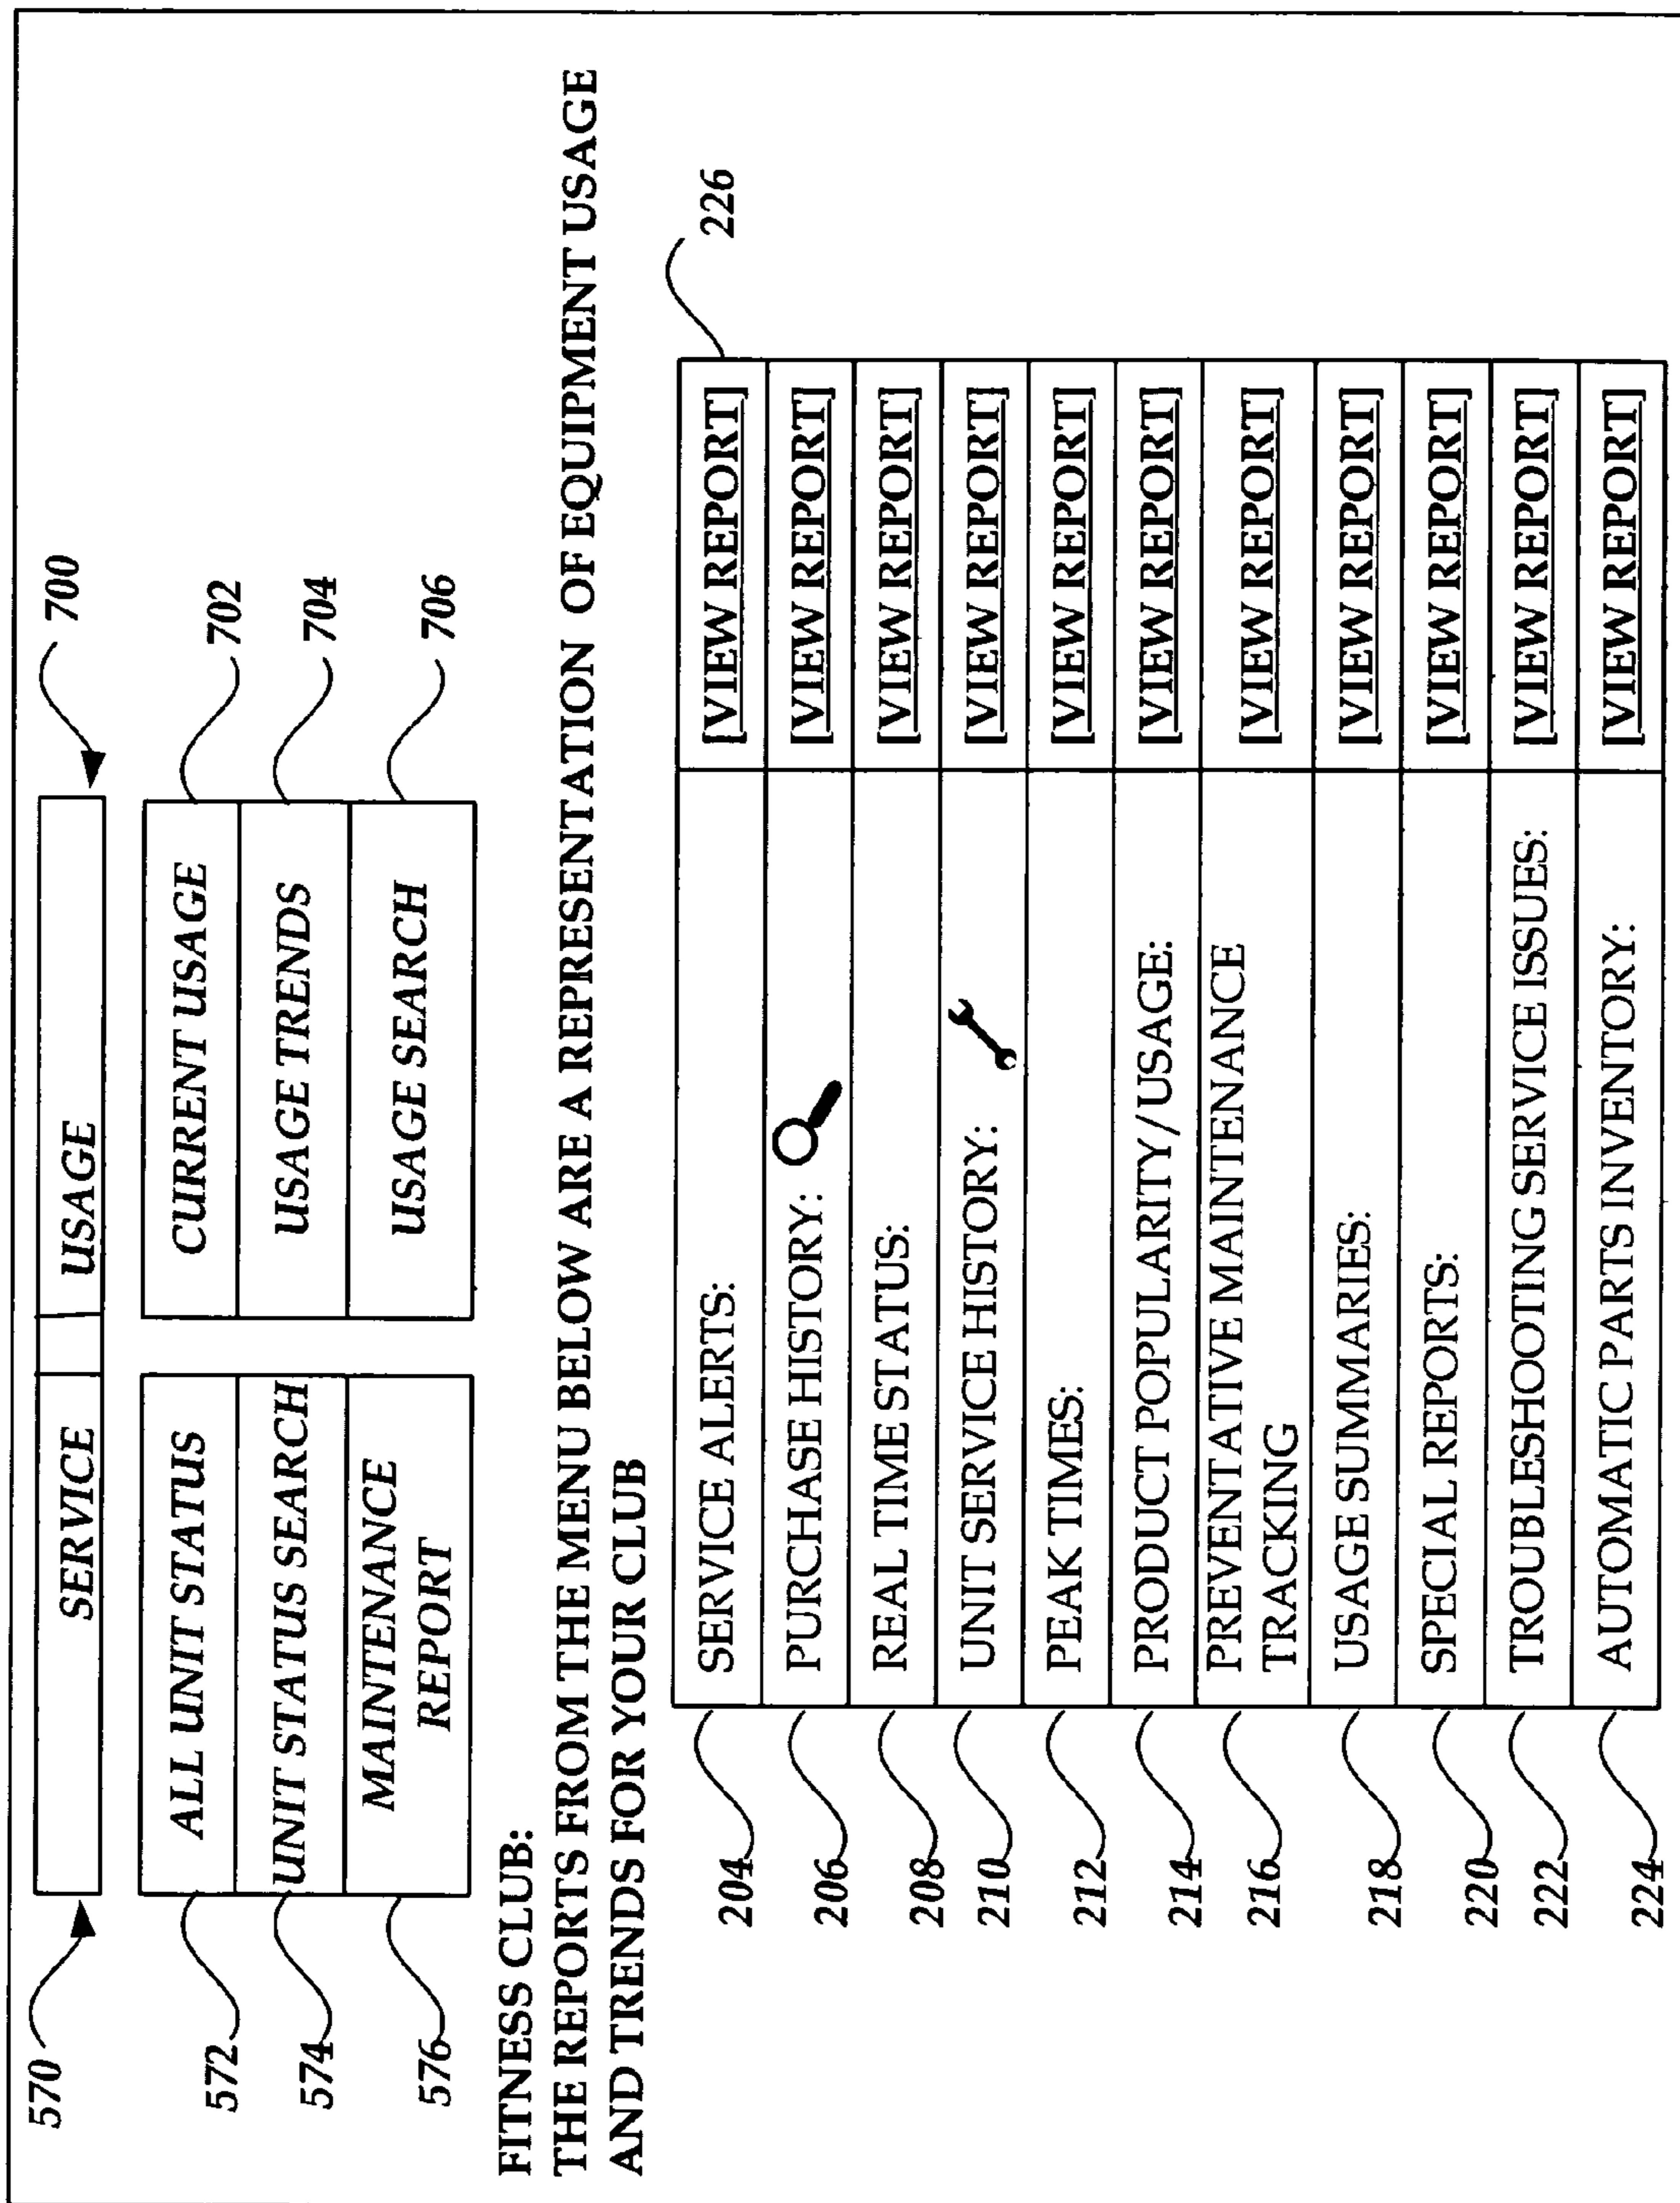 570
SERVICE
USAGE
700
572
ALL UNIT STATUS
CURRENT USAGE
702
574
UNIT STATUS SEARCH
USAGE TRENDS
704
576
MAINTENANCE
REPORT
USAGE SEARCH
706
FITNESS CLUB:
THE REPORTS FROM THE MENU BELOW ARE A REPRESENTATION OF EQUIPMENT USAGE
AND TRENDS FOR YOUR CLUB
226
204
SERVICE ALERTS:
[VIEW REPORT]
206
PURCHASE HISTORY:
[VIEW REPORT]
208
REAL TIME STATUS:
[VIEW REPORT]
210
UNIT SERVICE HISTORY:
[VIEW REPORT]
212
PEAK TIMES:
[VIEW REPORT]
214
PRODUCT POPULARITY/USAGE:
[VIEW REPORT]
216
PREVENTATIVE MAINTENANCE
TRACKING
[VIEW REPORT]
218
USAGE SUMMARIES:
[VIEW REPORT]
220
SPECIAL REPORTS:
[VIEW REPORT]
222
TROUBLESHOOTING SERVICE ISSUES:
[VIEW REPORT]
224
AUTOMATIC PARTS INVENTORY:
[VIEW REPORT]